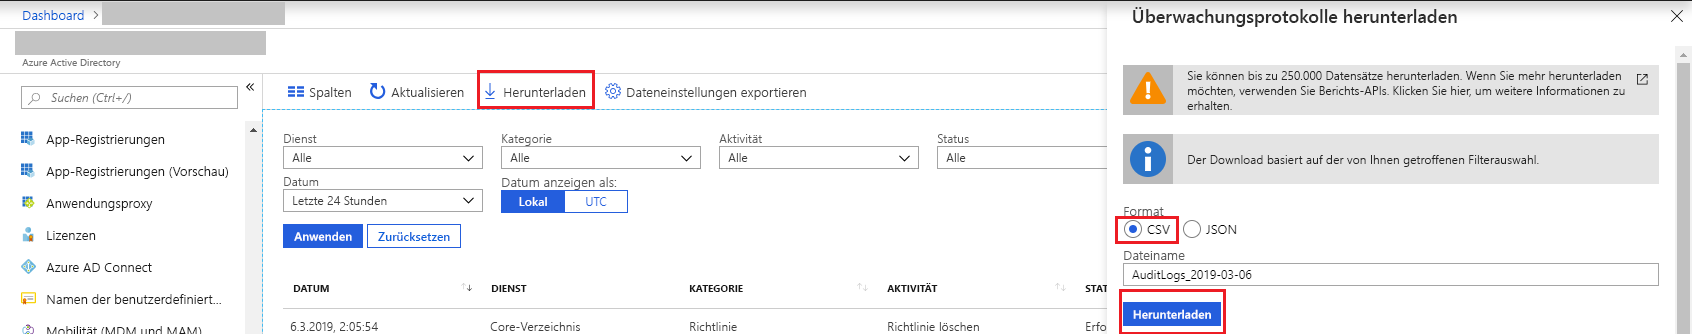 Dashboard >
Azure Active Directory
Suchen (Ctrl+/)
«
App-Registrierungen
App-Registrierungen (Vorschau)
Anwendungsproxy
Lizenzen
Azure AD Connect
Namen der benutzerdefiniert...
Mobilität (MDM und MAM)
Spalten Aktualisieren Herunterladen Dateneinstellungen exportieren
Dienst Kategorie Aktivität Status
Alle Alle Alle Alle
Datum Datum anzeigen als:
Letzte 24 Stunden Lokal UTC
Anwenden Zurücksetzen
DATUM DIENST KATEGORIE AKTIVITÄT STAT
6.3.2019, 2:05:54 Core-Verzeichnis Richtlinie Richtlinie löschen Erfo
Überwachungsprotokolle herunterladen
Sie können bis zu 250.000 Datensätze herunterladen. Wenn Sie mehr herunterladen
möchten, verwenden Sie Berichts-APIs. Klicken Sie hier, um weitere Informationen zu
erhalten.
Der Download basiert auf der von Ihnen getroffenen Filterauswahl.
Format
CSV JSON
Dateiname
AuditLogs_2019-03-06
Herunterladen